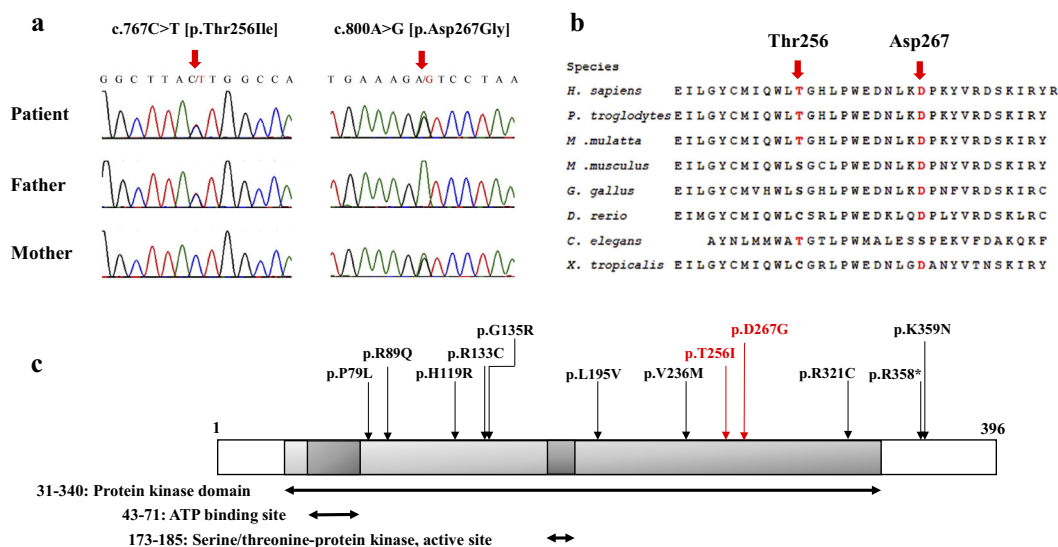 a
c.767C>T [p.Thr256Ile]
c.800A>G [p.Asp267Gly]
G G C T T A C/T T G G C C A
T G A A A G A/G T C C T A A
Patient
Father
Mother
b
Thr256 Asp267
Species
H. sapiens EILGYCMIQWLTGHLPWEDNLKDPKYVRDSKIRYR
P. troglodytes EILGYCMIQWLTGHLPWEDNLKDPKYVRDSKIRY
M .mulatta EILGYCMIQWLTGHLPWEDNLKDPKYVRDSKIRY
M.musculus EILGYCMIQWLSGCLPWEDNLKDPNYVRDSKIRY
G. gallus EILGYCMVHWLSGHLPWEDNLKDPNFVRDSKIRC
D. rerio EIMGYCMIQWLCSRLPWEDKLQDPLYVRDSKLRC
C. elegans AYNLMMWATGTLPWMALESSPEKVFDAKQKF
X. tropicalis EILGYCMIQWLCGRLPWEDNLGDANYVTNSKIRY
c
p.G135R
p.D267G
p.K359N
p.R89Q
p.R133C
p.T256I
p.P79L
p.H119R
p.L195V
p.V236M
p.R321C
p.R358*
1
396
31-340: Protein kinase domain
43-71: ATP binding site
173-185: Serine/threonine-protein kinase, active site